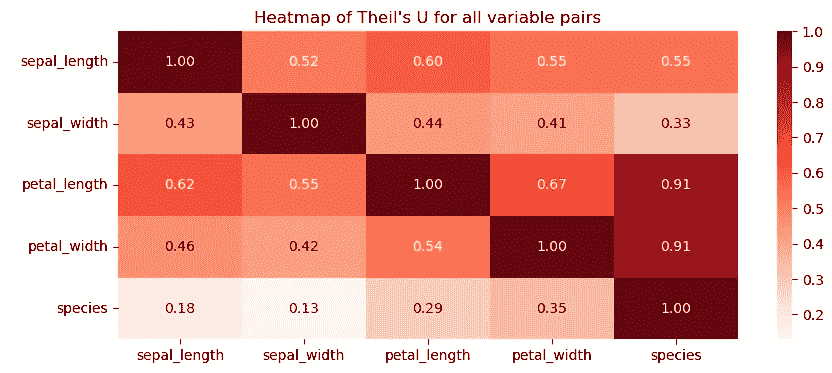 Heatmap of Theil's U for all variable pairs
sepal_length 1.00 0.52 0.60 0.55 0.55
sepal_width 0.43 1.00 0.44 0.41 0.33
petal_length 0.62 0.55 1.00 0.67 0.91
petal_width 0.46 0.42 0.54 1.00 0.91
species 0.18 0.13 0.29 0.35 1.00
sepal_length sepal_width petal_length petal_width species
1.0
0.9
0.8
0.7
0.6
0.5
0.4
0.3
0.2